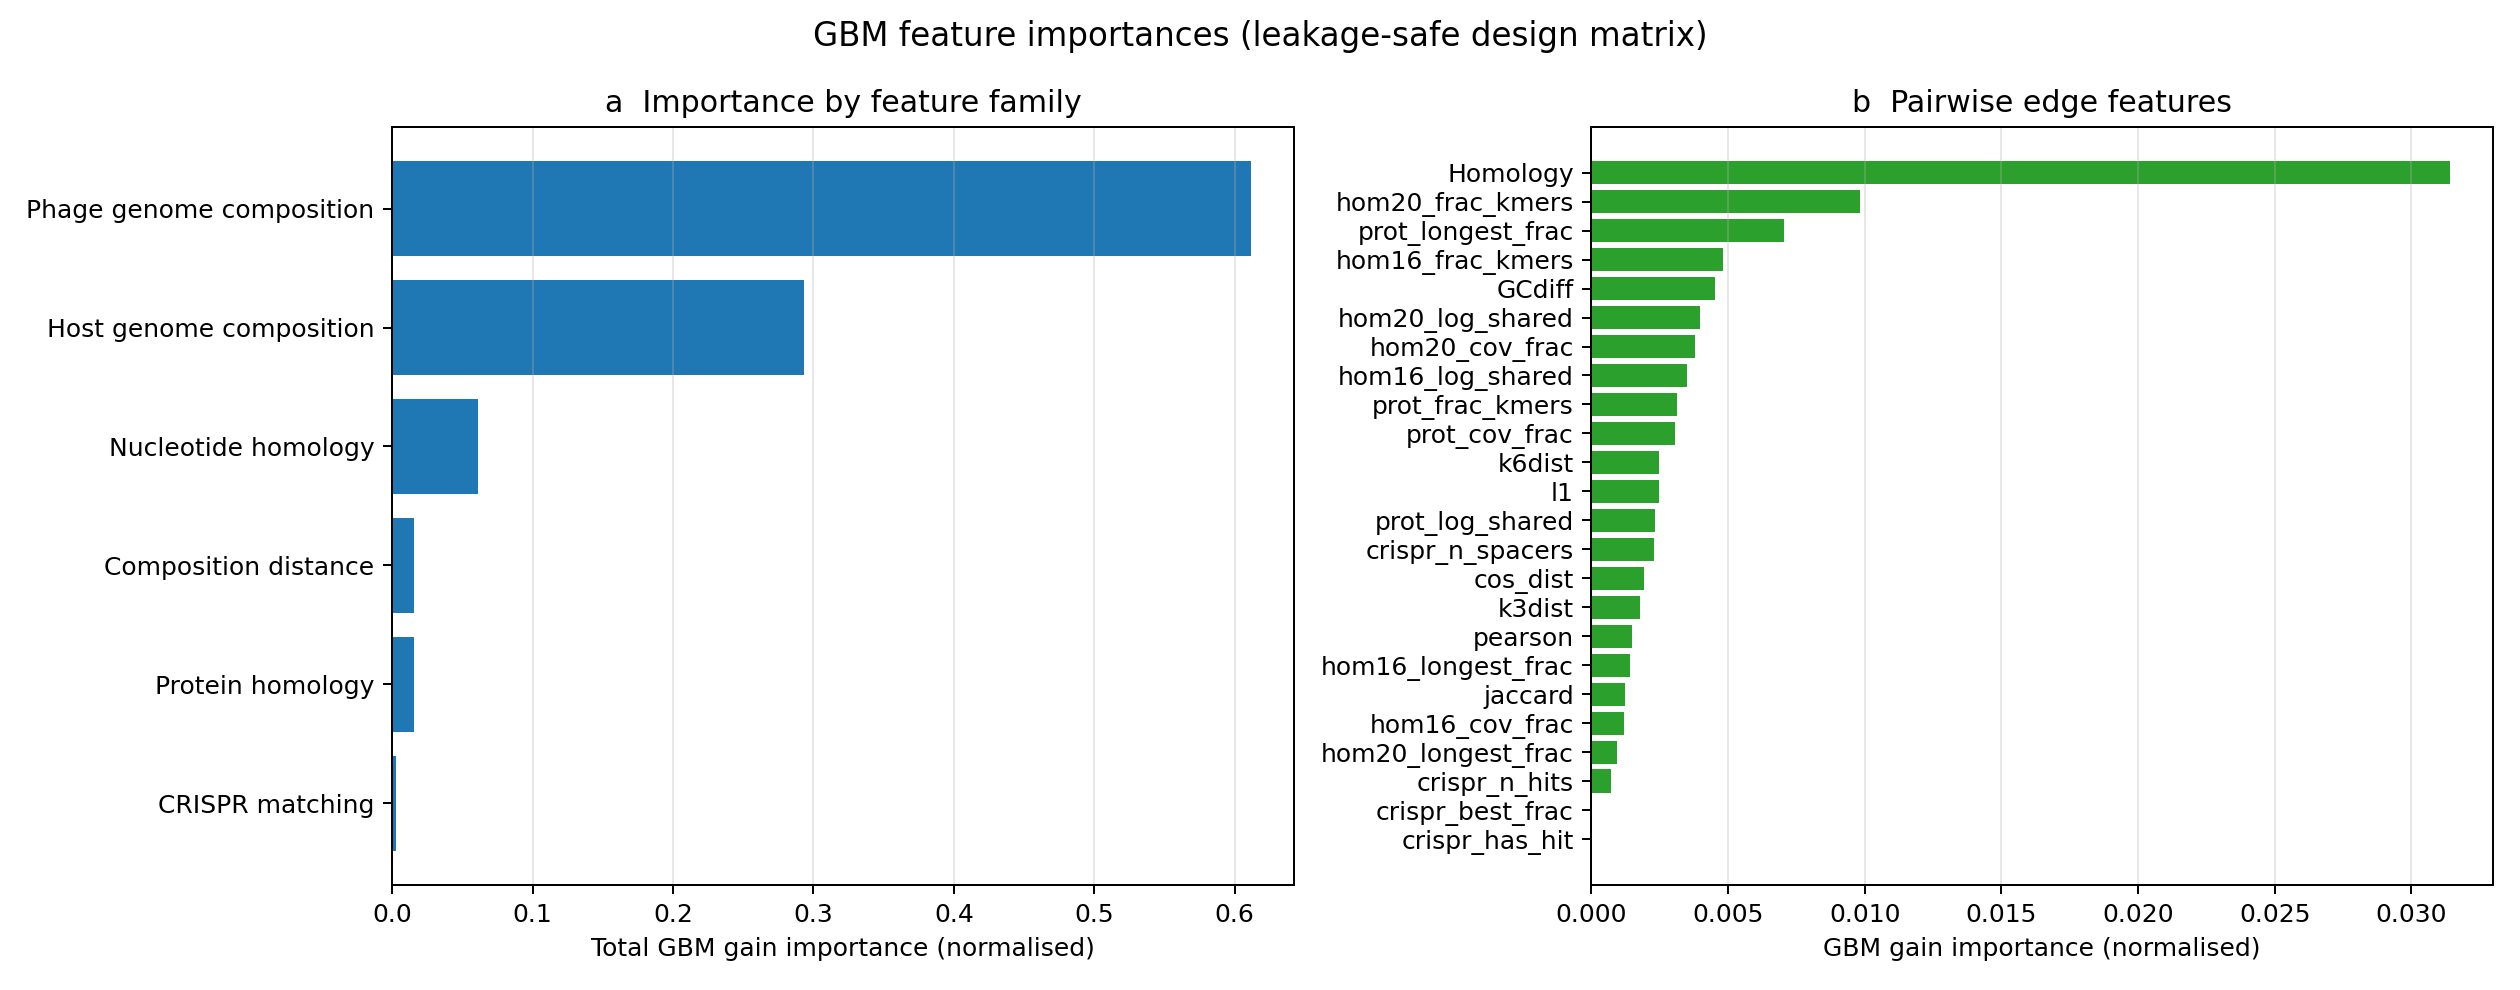 GBM feature importances (leakage-safe design matrix)
a  Importance by feature family
Phage genome composition
Host genome composition
Nucleotide homology
Composition distance
Protein homology
CRISPR matching
0.0 0.1 0.2 0.3 0.4 0.5 0.6
Total GBM gain importance (normalised)
b  Pairwise edge features
Homology
hom20_frac_kmers
prot_longest_frac
hom16_frac_kmers
GCdiff
hom20_log_shared
hom20_cov_frac
hom16_log_shared
prot_frac_kmers
prot_cov_frac
k6dist
l1
prot_log_shared
crispr_n_spacers
cos_dist
k3dist
pearson
hom16_longest_frac
jaccard
hom16_cov_frac
hom20_longest_frac
crispr_n_hits
crispr_best_frac
crispr_has_hit
0.000 0.005 0.010 0.015 0.020 0.025 0.030
GBM gain importance (normalised)